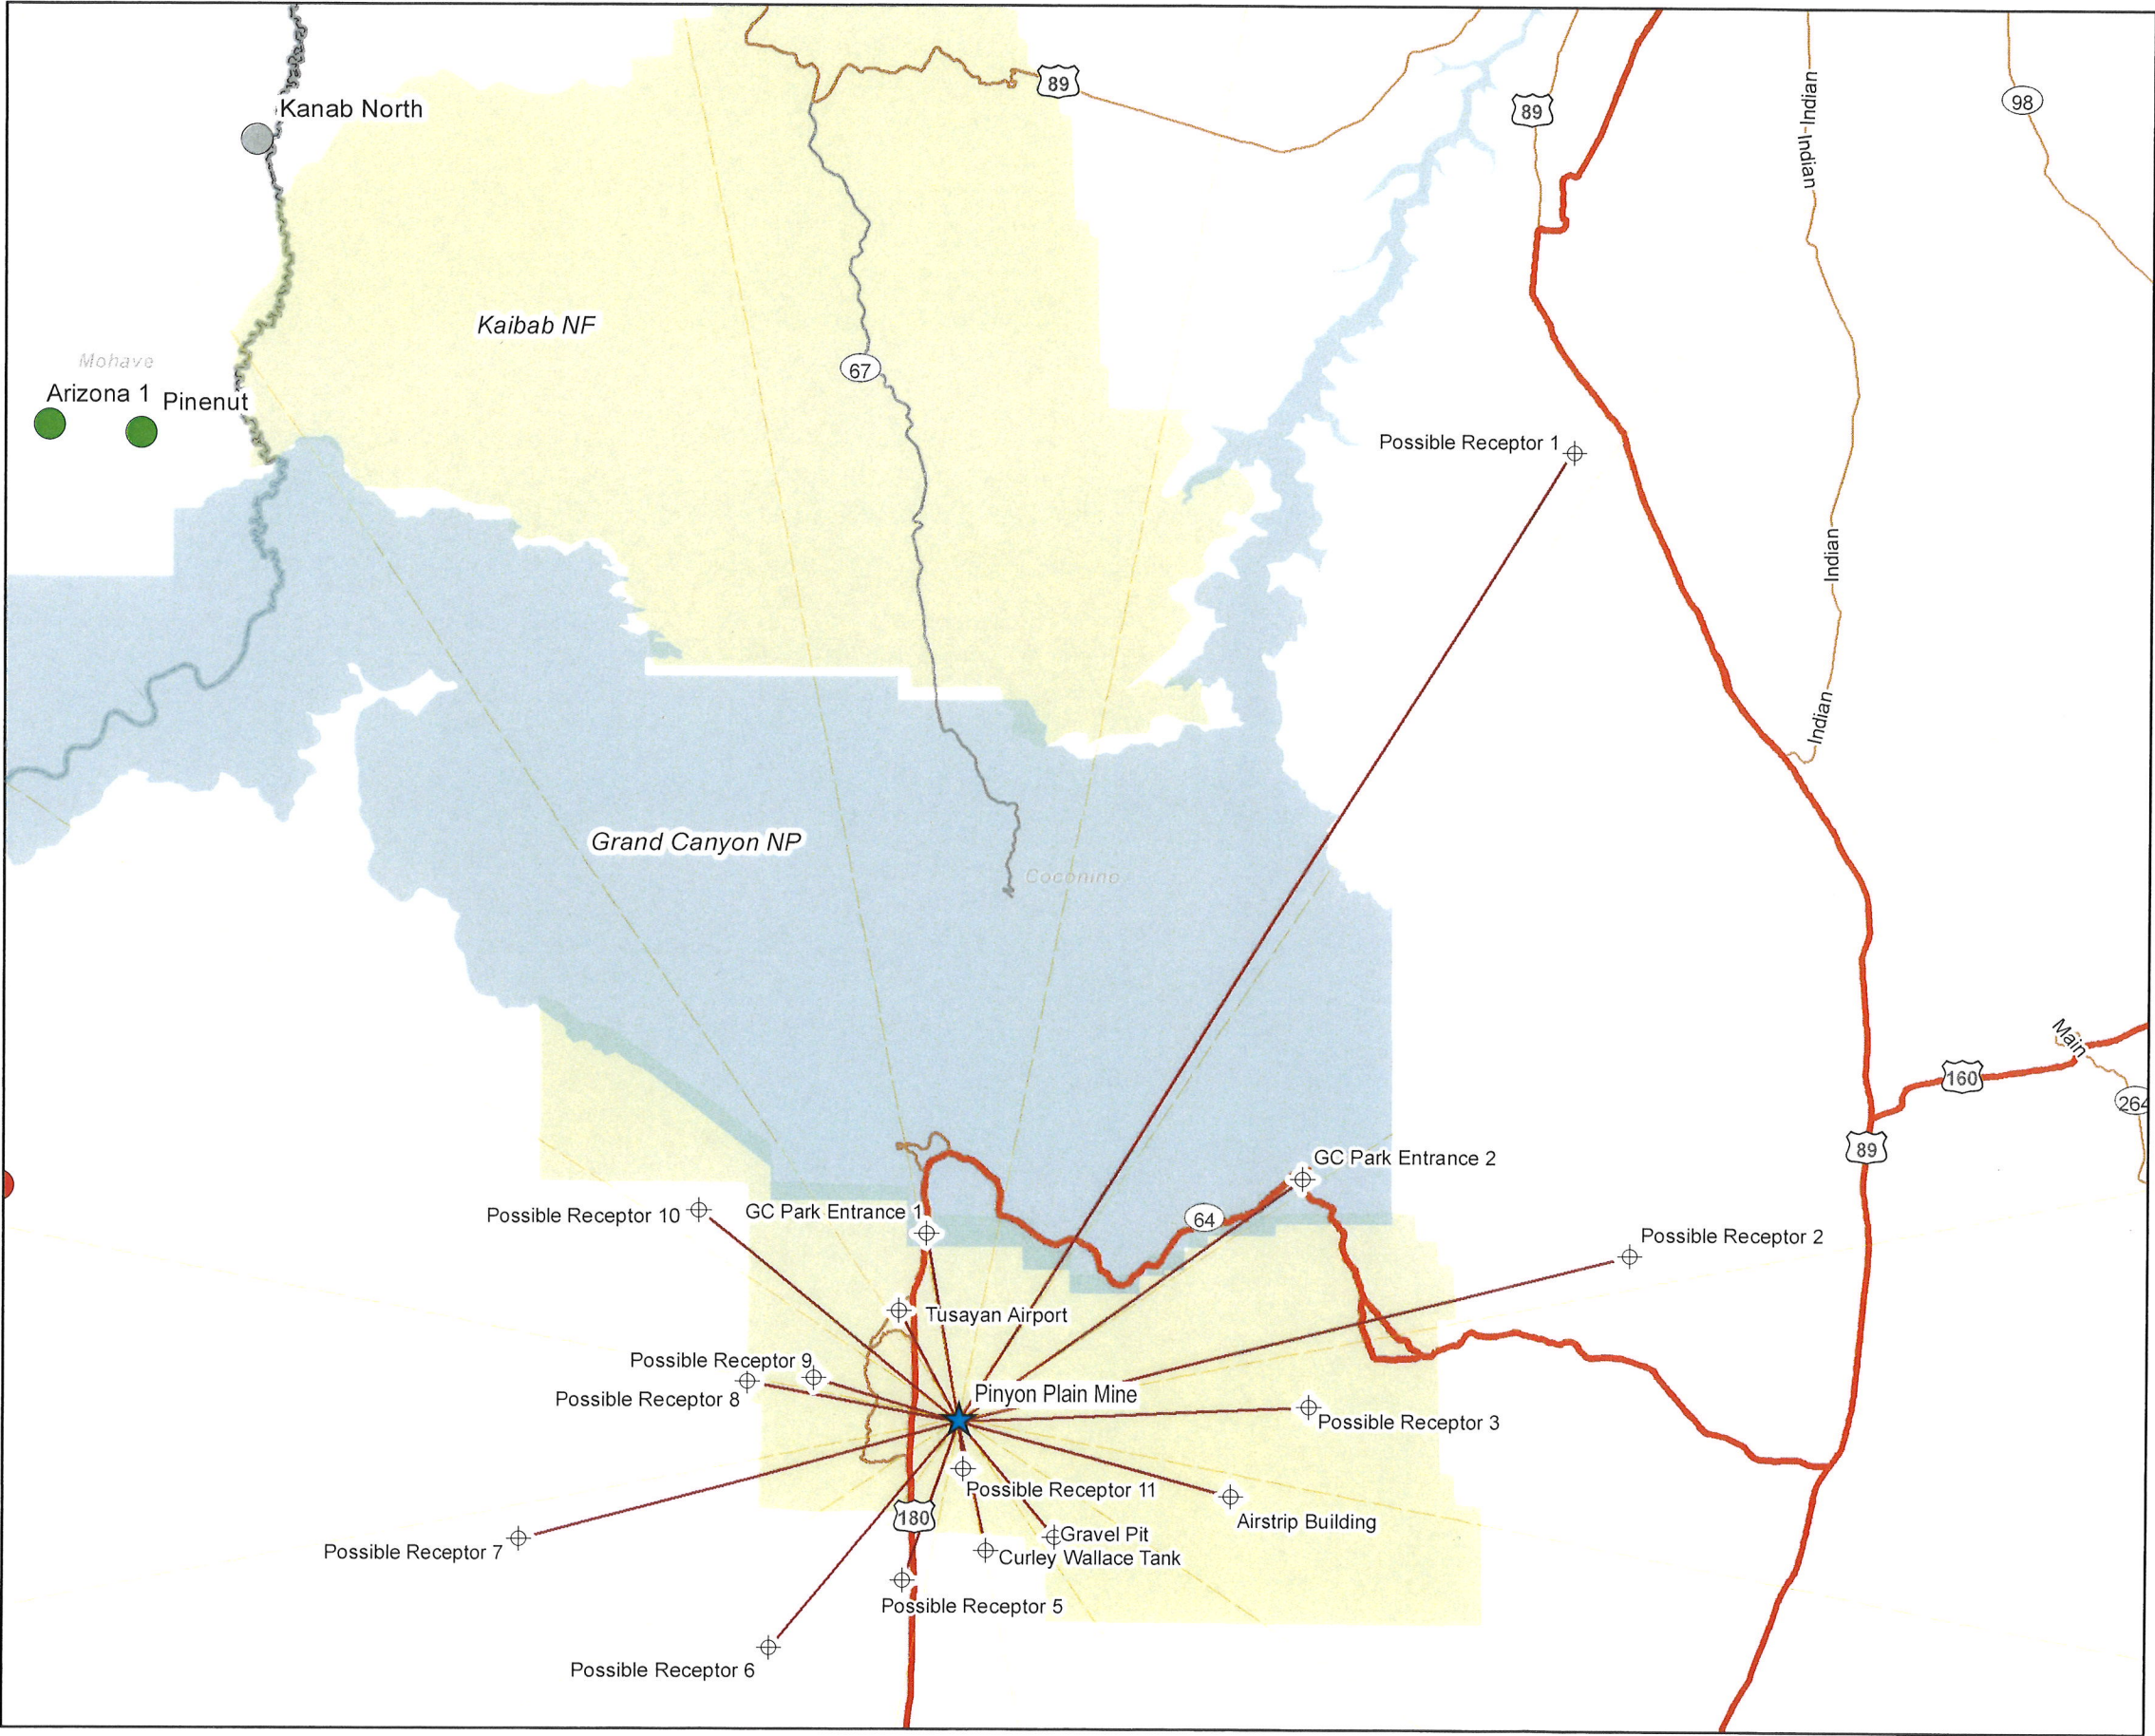 89
89
98
Indian-Indian
Kanab North
Kaibab NF
Mohave
67
Arizona 1
Pinenut
Possible Receptor 1
Indian
Indian
Grand Canyon NP
Coconino
Main
160
264
89
GC Park Entrance 2
Possible Receptor 10
GC Park Entrance 1
64
Possible Receptor 2
Tusayan Airport
Possible Receptor 9
Possible Receptor 8
Pinyon Plain Mine
Possible Receptor 3
Possible Receptor 11
180
Airstrip Building
Possible Receptor 7
Gravel Pit
Curley Wallace Tank
Possible Receptor 5
Possible Receptor 6